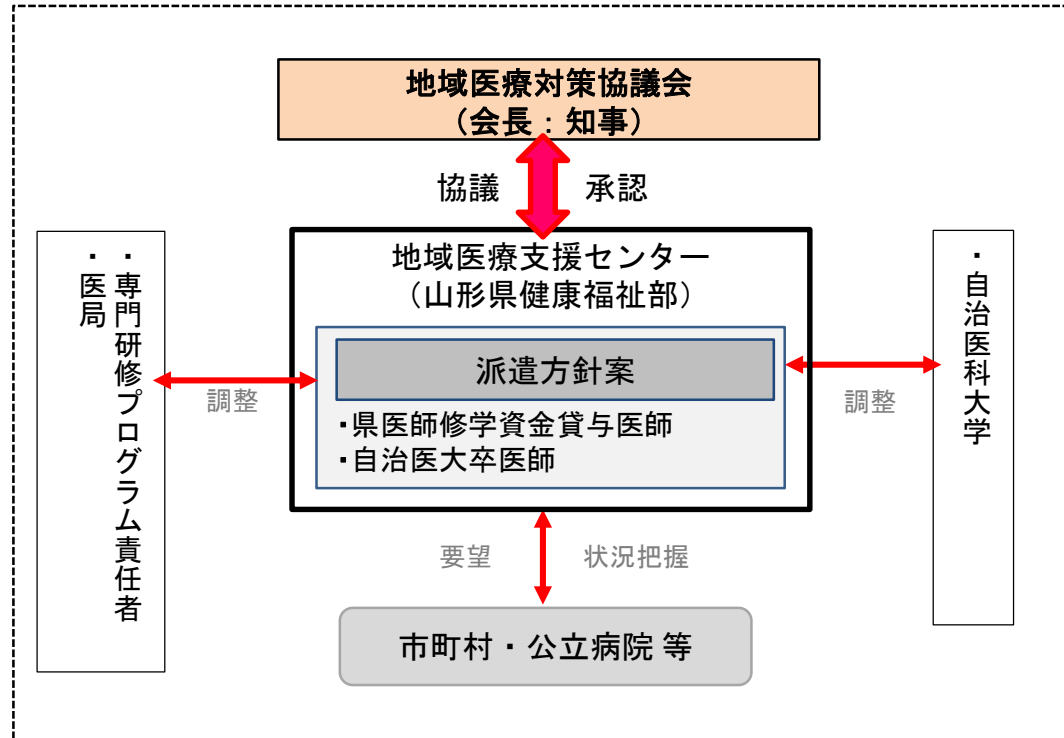 地域医療対策協議会
（会長：知事）
協議
承認
地域医療支援センター
（山形県健康福祉部）
派遣方針案
・県医師修学資金貸与医師
・自治医大卒医師
・専門研修プログラム責任者
・医局
調整
調整
・自治医科大学
要望
状況把握
市町村・公立病院 等